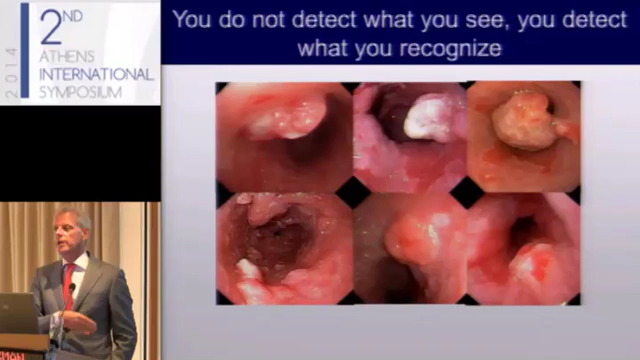 2014
2ND
ATHENS
INTERNATIONAL
SYMPOSIUM
You do not detect what you see, you detect
what you recognize